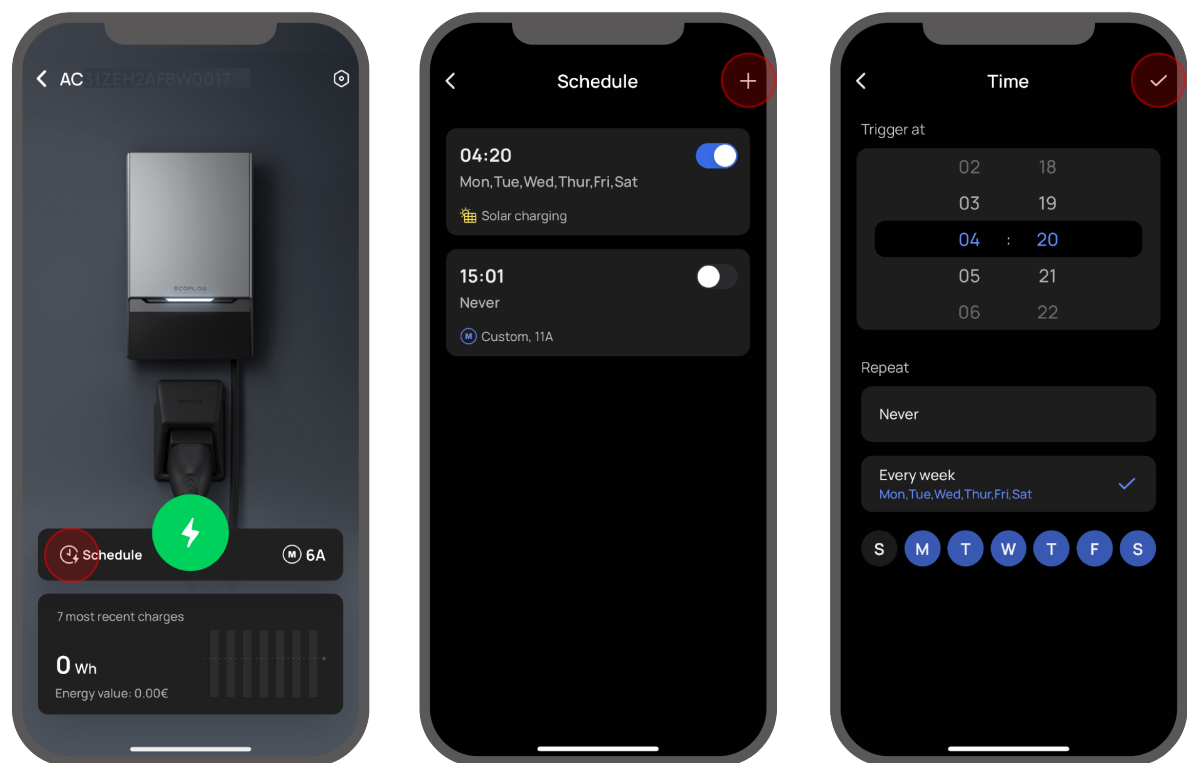 AC31ZEH2AFBW0017
ECOFLOW
Schedule
M 6A
7 most recent charges
0 Wh
Energy value: 0.00€
Schedule
04:20
Mon,Tue,Wed,Thur,Fri,Sat
Solar charging
15:01
Never
M Custom, 11A
Time
Trigger at
02 18
03 19
04 : 20
05 21
06 22
Repeat
Never
Every week
Mon,Tue,Wed,Thur,Fri,Sat
S M T W T F S